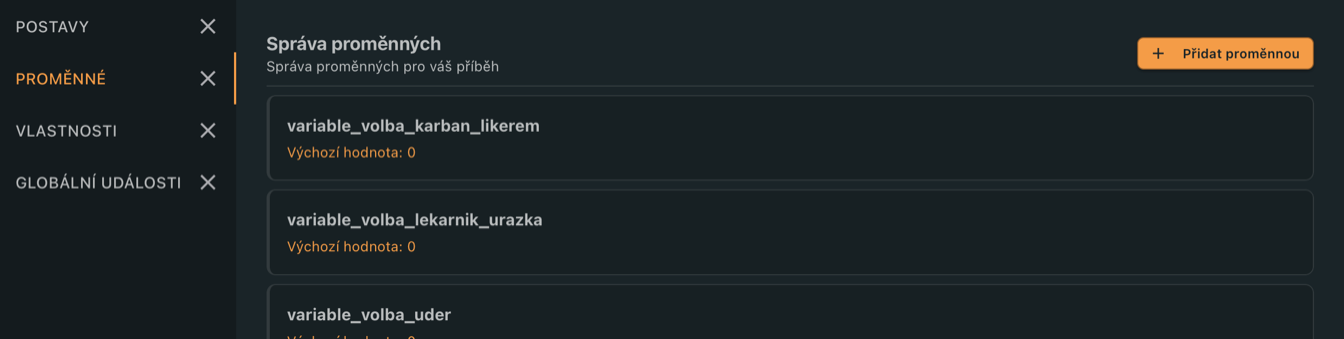 POSTAVY
PROMĚNNÉ
VLASTNOSTI
GLOBÁLNÍ UDÁLOSTI
Správa proměnných
Správa proměnných pro váš příběh
Přidat proměnnou
variable_volba_karban_likerem
Výchozí hodnota: 0
variable_volba_lekarnik_urazka
Výchozí hodnota: 0
variable_volba_uder